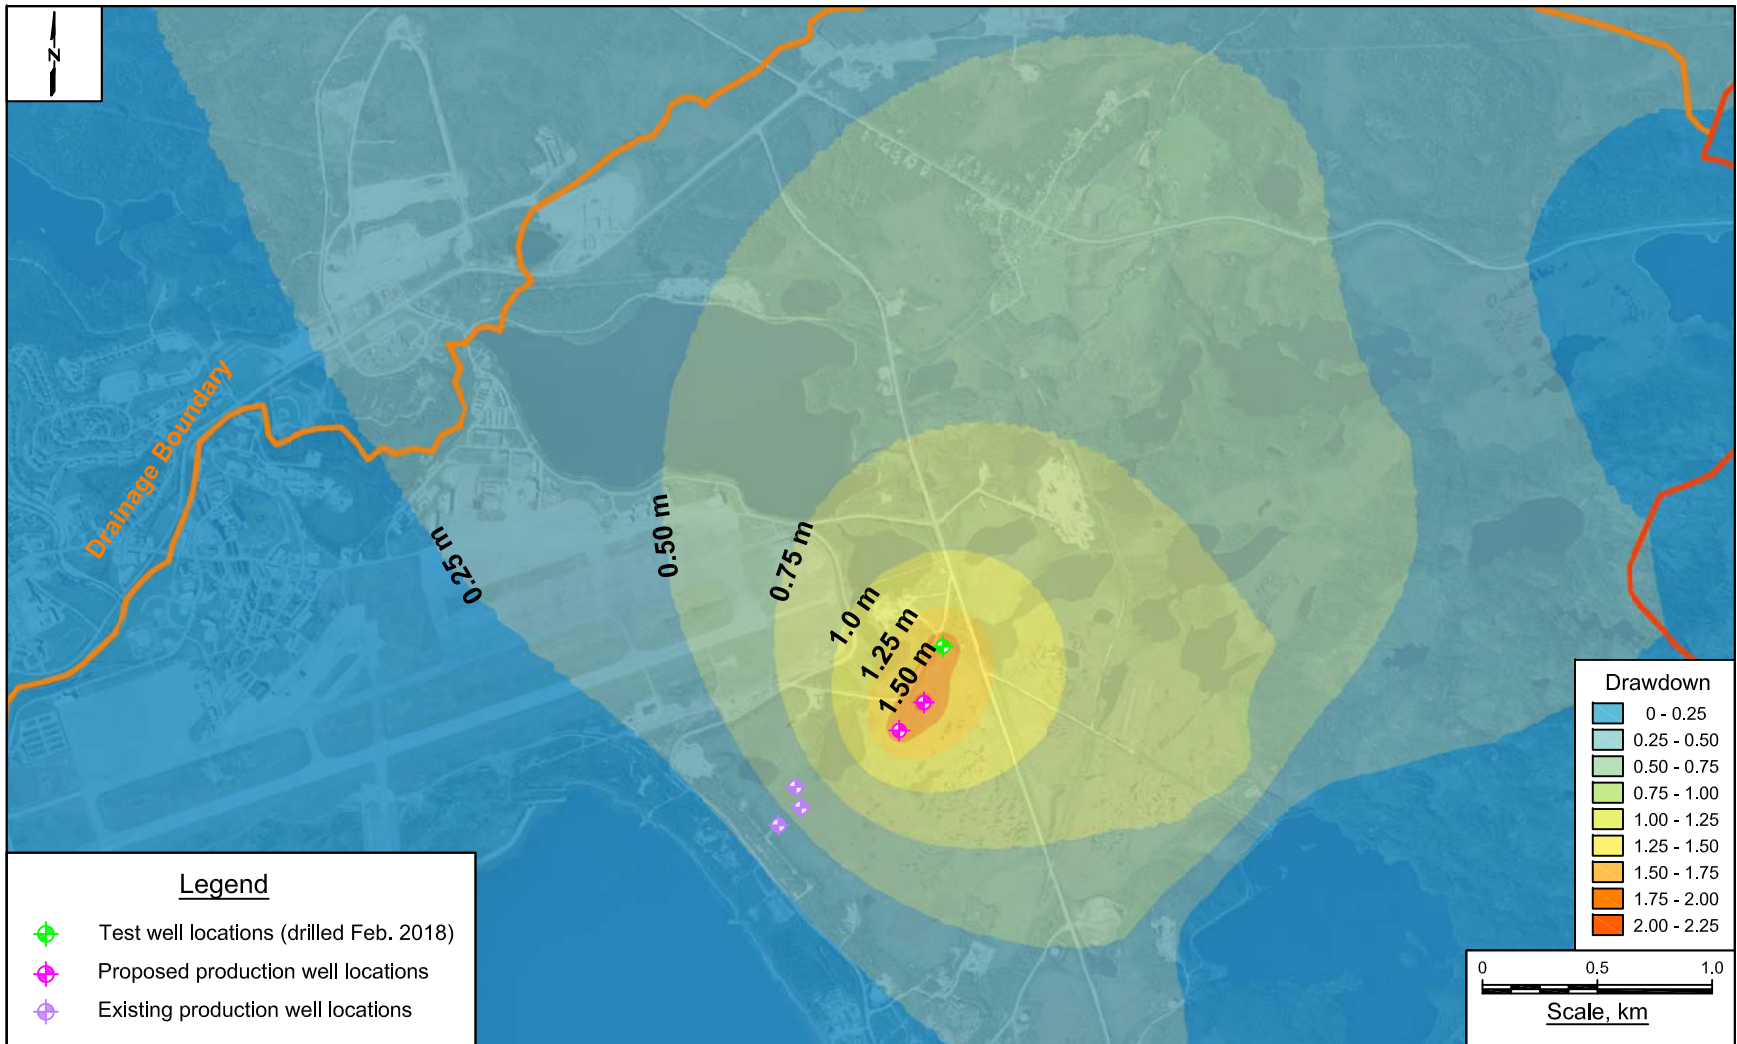 N
Drainage Boundary
0.25 m
0.50 m
0.75 m
1.0 m
1.25 m
1.50 m
Legend
Test well locations (drilled Feb. 2018)
Proposed production well locations
Existing production well locations
Drawdown
0 - 0.25
0.25 - 0.50
0.50 - 0.75
0.75 - 1.00
1.00 - 1.25
1.25 - 1.50
1.50 - 1.75
1.75 - 2.00
2.00 - 2.25
0 0.5 1.0
Scale, km